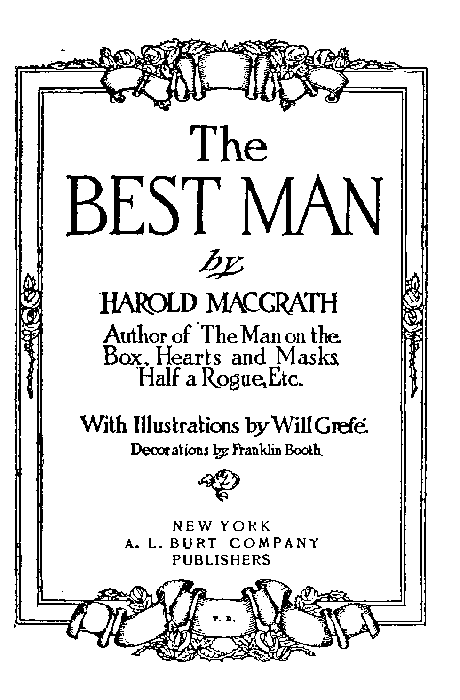 The
BEST MAN
by
HAROLD MACGRATH
Author of The Man on the
Box, Hearts and Masks,
Half a Rogue, Etc.
With Illustrations by Will Grefé.
Decorations by Franklin Booth.
NEW YORK
A. L. BURT COMPANY
PUBLISHERS